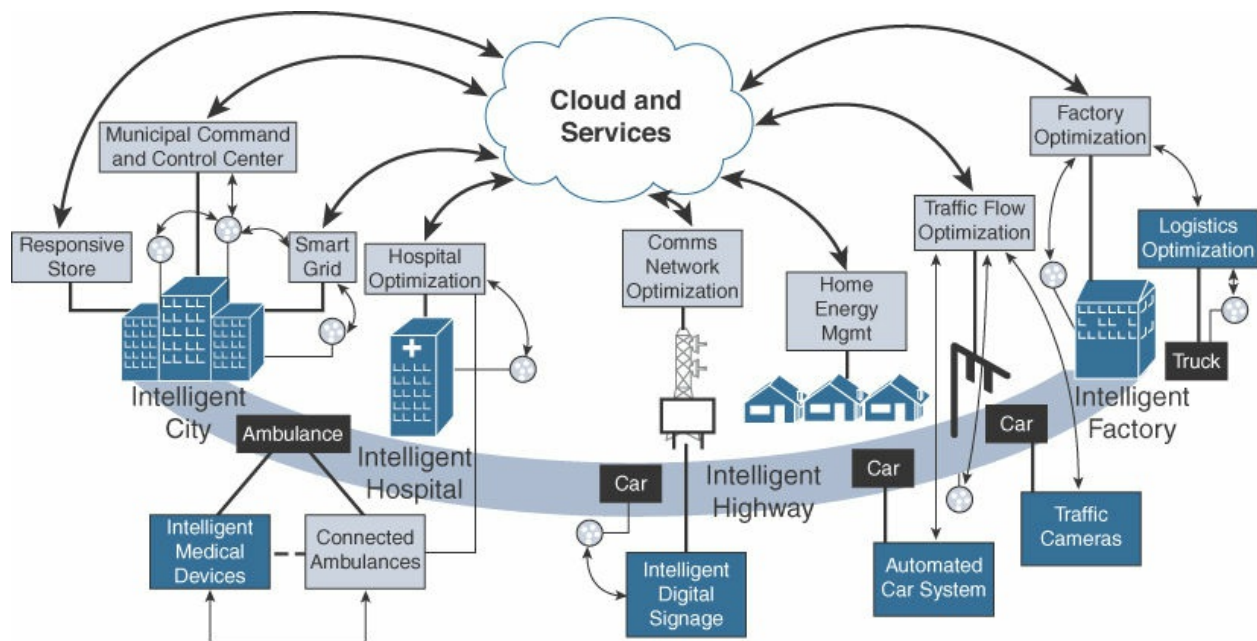 Cloud and
Services
Municipal Command
and Control Center
Factory
Optimization
Responsive
Store
Smart
Grid
Hospital
Optimization
Comms
Network
Optimization
Home
Energy
Mgmt
Traffic Flow
Optimization
Logistics
Optimization
Truck
Intelligent
City
Ambulance
Intelligent
Hospital
Car
Intelligent
Highway
Car
Car
Intelligent
Factory
Intelligent
Medical
Devices
Connected
Ambulances
Intelligent
Digital
Signage
Automated
Car System
Traffic
Cameras